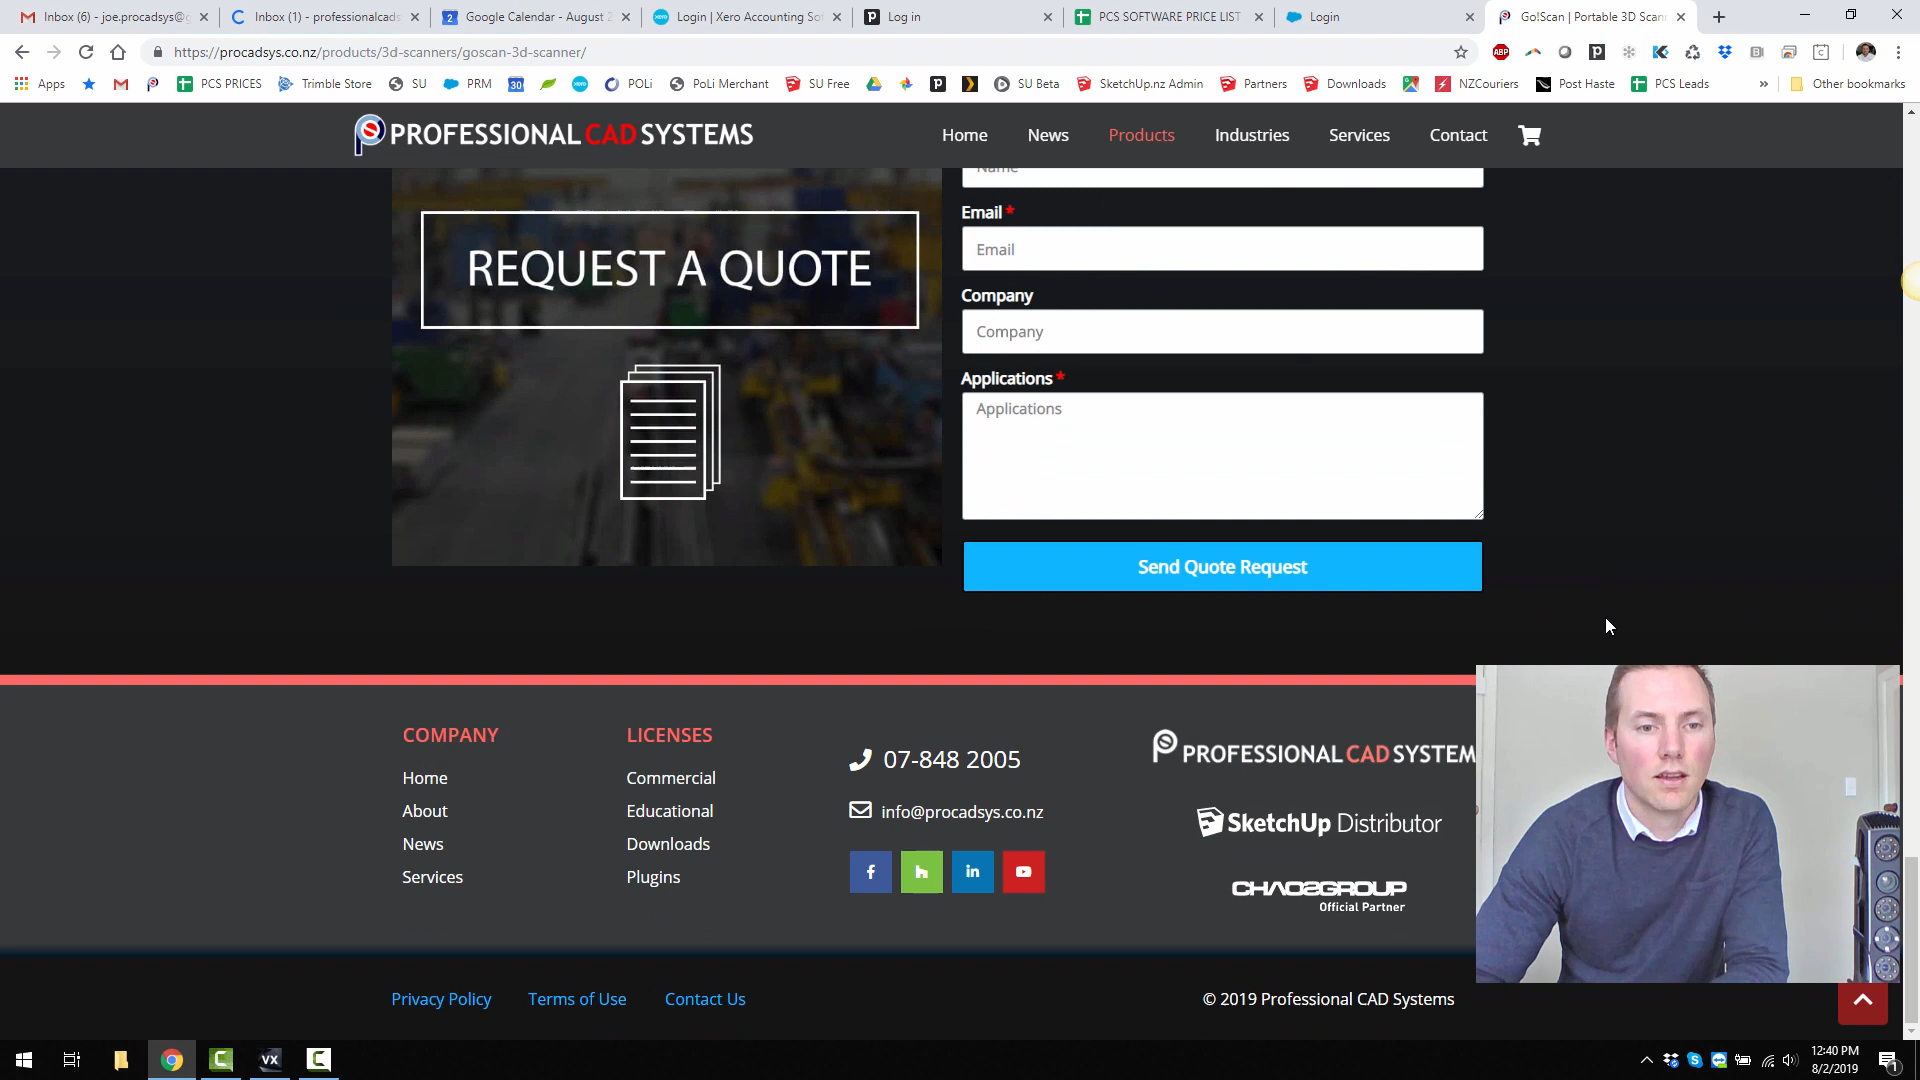 Inbox (6) - joe.procadsys@g
Inbox (1) - professionalcads
Google Calendar - August 2
Login | Xero Accounting So
Log in
PCS SOFTWARE PRICE LIST
Login
Go!Scan | Portable 3D Scan
https://procadsys.co.nz/products/3d-scanners/goscan-3d-scanner/
Apps
PCS PRICES
Trimble Store
SU
PRM
POLi
PoLi Merchant
SU Free
SU Beta
SketchUp.nz Admin
Partners
Downloads
NZCouriers
Post Haste
PCS Leads
Other bookmarks
PROFESSIONAL CAD SYSTEMS
Home
News
Products
Industries
Services
Contact
Name
REQUEST A QUOTE
Email *
Email
Company
Company
Applications *
Applications
Send Quote Request
COMPANY
Home
About
News
Services
LICENSES
Commercial
Educational
Downloads
Plugins
07-848 2005
info@procadsys.co.nz
PROFESSIONAL CAD SYSTEM
SketchUp Distributor
CHAOSGROUP
Official Partner
Privacy Policy
Terms of Use
Contact Us
© 2019 Professional CAD Systems
12:40 PM
8/2/2019